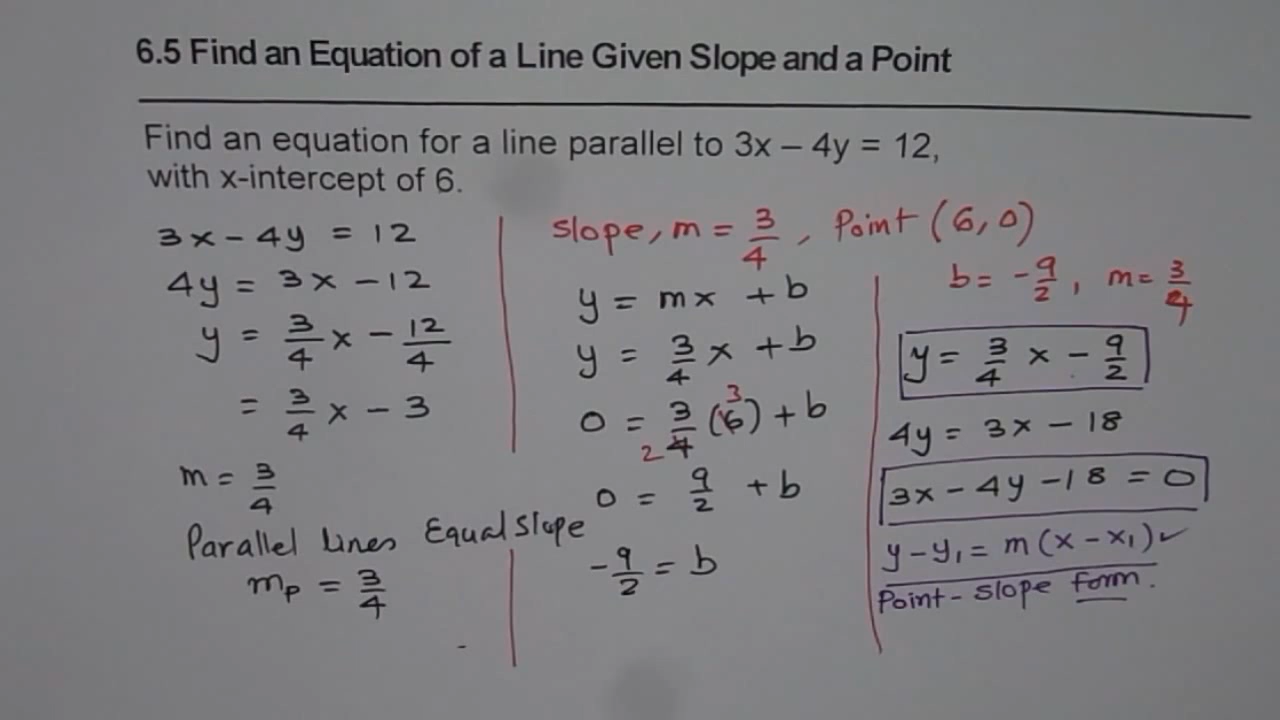 6.5 Find an Equation of a Line Given Slope and a Point
Find an equation for a line parallel to 3x – 4y = 12,
with x-intercept of 6.
3x - 4y = 12
4y = 3x - 12
y = 3/4 x - 12/4
= 3/4 x - 3
m = 3/4
Parallel Lines Equal Slope
mp = 3/4
Slope, m = 3/4 , Point (6, 0)
y = mx + b
y = 3/4 x + b
0 = 3/4 (6) + b
2 3
0 = 9/2 + b
-9/2 = b
b = -9/2 , m = 3/4
y = 3/4 x - 9/2
4y = 3x - 18
3x - 4y - 18 = 0
y - y₁ = m (x - x₁) ✓
Point - slope form.